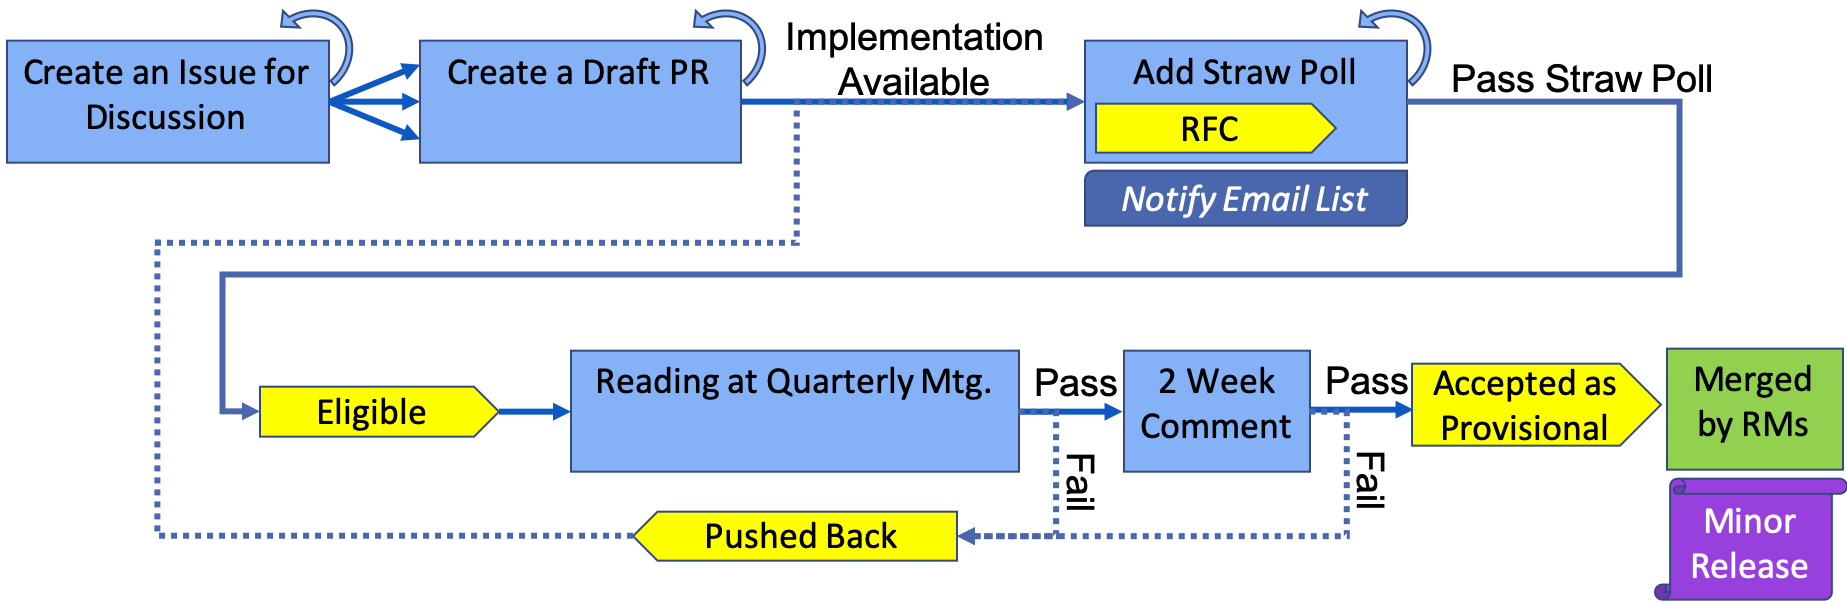 Create an Issue for
Discussion
Create a Draft PR
Implementation
Available
Add Straw Poll
RFC
Notify Email List
Pass Straw Poll
Eligible
Reading at Quarterly Mtg.
Pass
Fail
2 Week
Comment
Pass
Fail
Accepted as
Provisional
Merged
by RMs
Pushed Back
Minor
Release